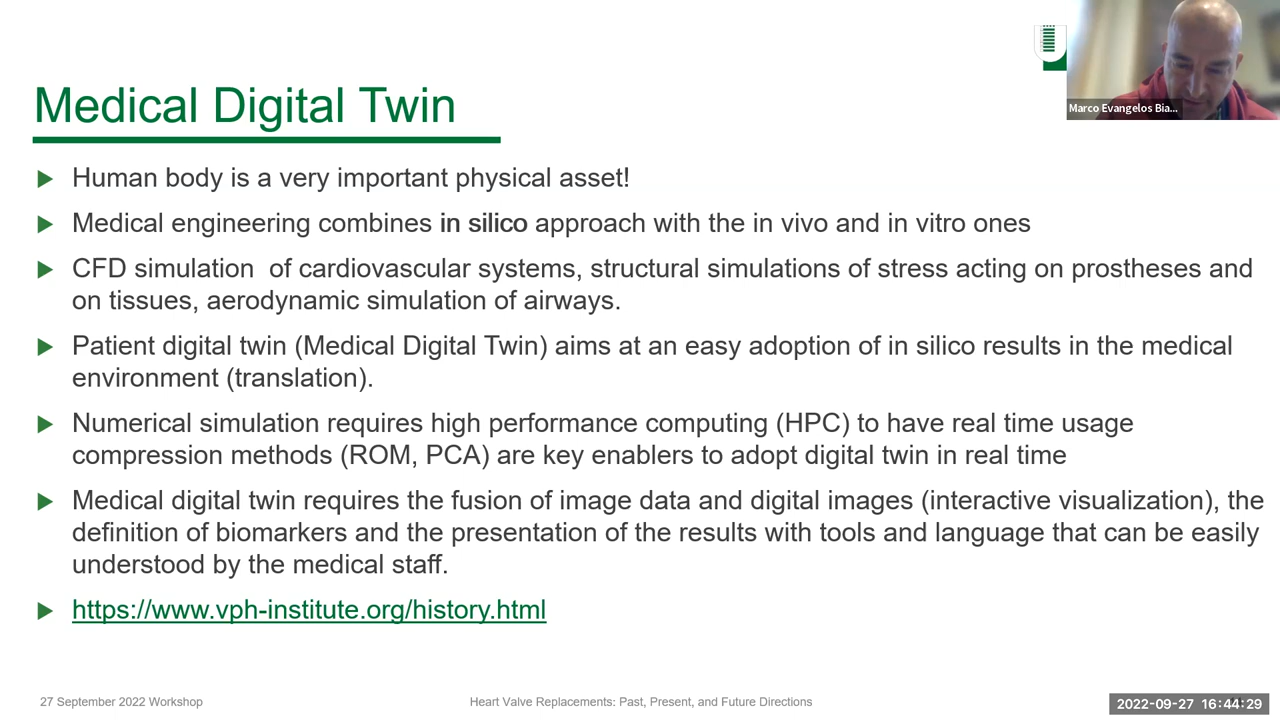 Marco Evangelos Bia...
Medical Digital Twin
Human body is a very important physical asset!
Medical engineering combines in silico approach with the in vivo and in vitro ones
CFD simulation  of cardiovascular systems, structural simulations of stress acting on prostheses and
on tissues, aerodynamic simulation of airways.
Patient digital twin (Medical Digital Twin) aims at an easy adoption of in silico results in the medical
environment (translation).
Numerical simulation requires high performance computing (HPC) to have real time usage
compression methods (ROM, PCA) are key enablers to adopt digital twin in real time
Medical digital twin requires the fusion of image data and digital images (interactive visualization), the
definition of biomarkers and the presentation of the results with tools and language that can be easily
understood by the medical staff.
https://www.vph-institute.org/history.html
27 September 2022 Workshop
Heart Valve Replacements: Past, Present, and Future Directions
2022-09-27 16:44:29